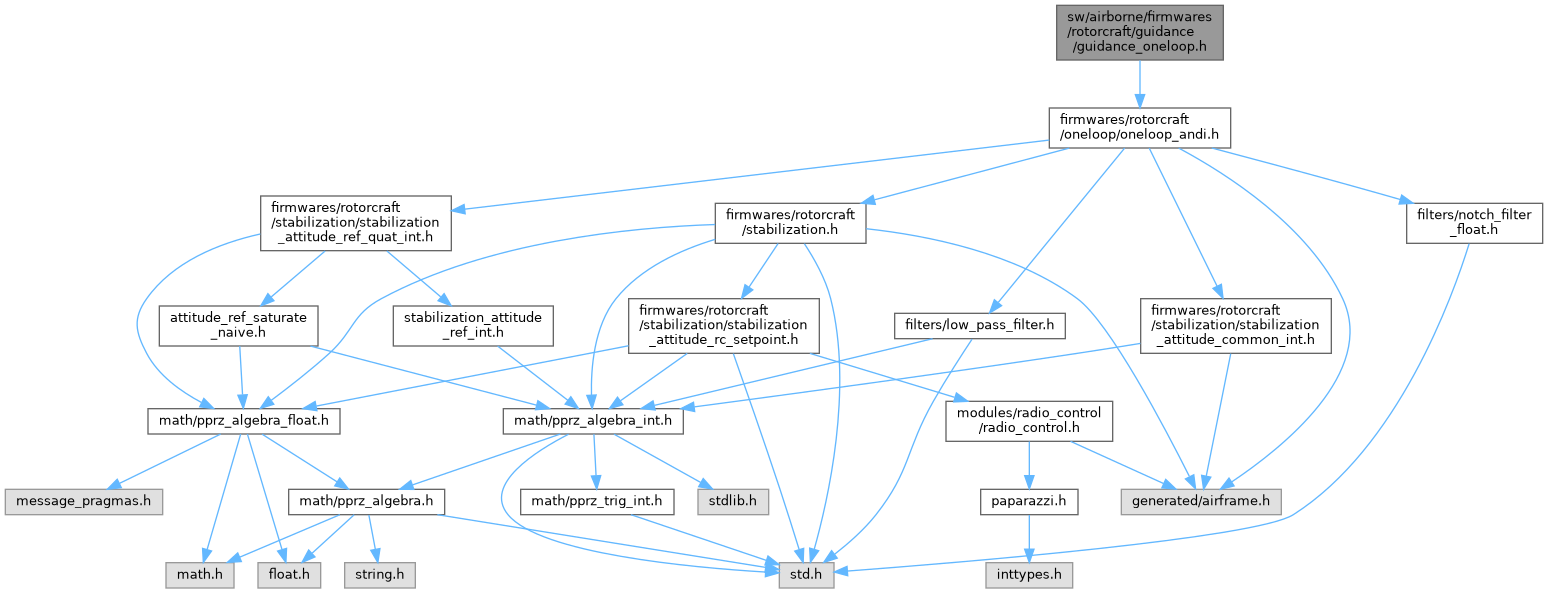 sw/airborne/firmwares
/rotorcraft/guidance
/guidance_oneloop.h
firmwares/rotorcraft
/oneloop/oneloop_andi.h
firmwares/rotorcraft
/stabilization/stabilization
_attitude_ref_quat_int.h
firmwares/rotorcraft
/stabilization.h
filters/notch_filter
_float.h
attitude_ref_saturate
_naive.h
stabilization_attitude
_ref_int.h
firmwares/rotorcraft
/stabilization/stabilization
_attitude_rc_setpoint.h
filters/low_pass_filter.h
firmwares/rotorcraft
/stabilization/stabilization
_attitude_common_int.h
math/pprz_algebra_float.h
math/pprz_algebra_int.h
modules/radio_control
/radio_control.h
message_pragmas.h
math/pprz_algebra.h
math/pprz_trig_int.h
stdlib.h
paparazzi.h
generated/airframe.h
math.h
float.h
string.h
std.h
inttypes.h